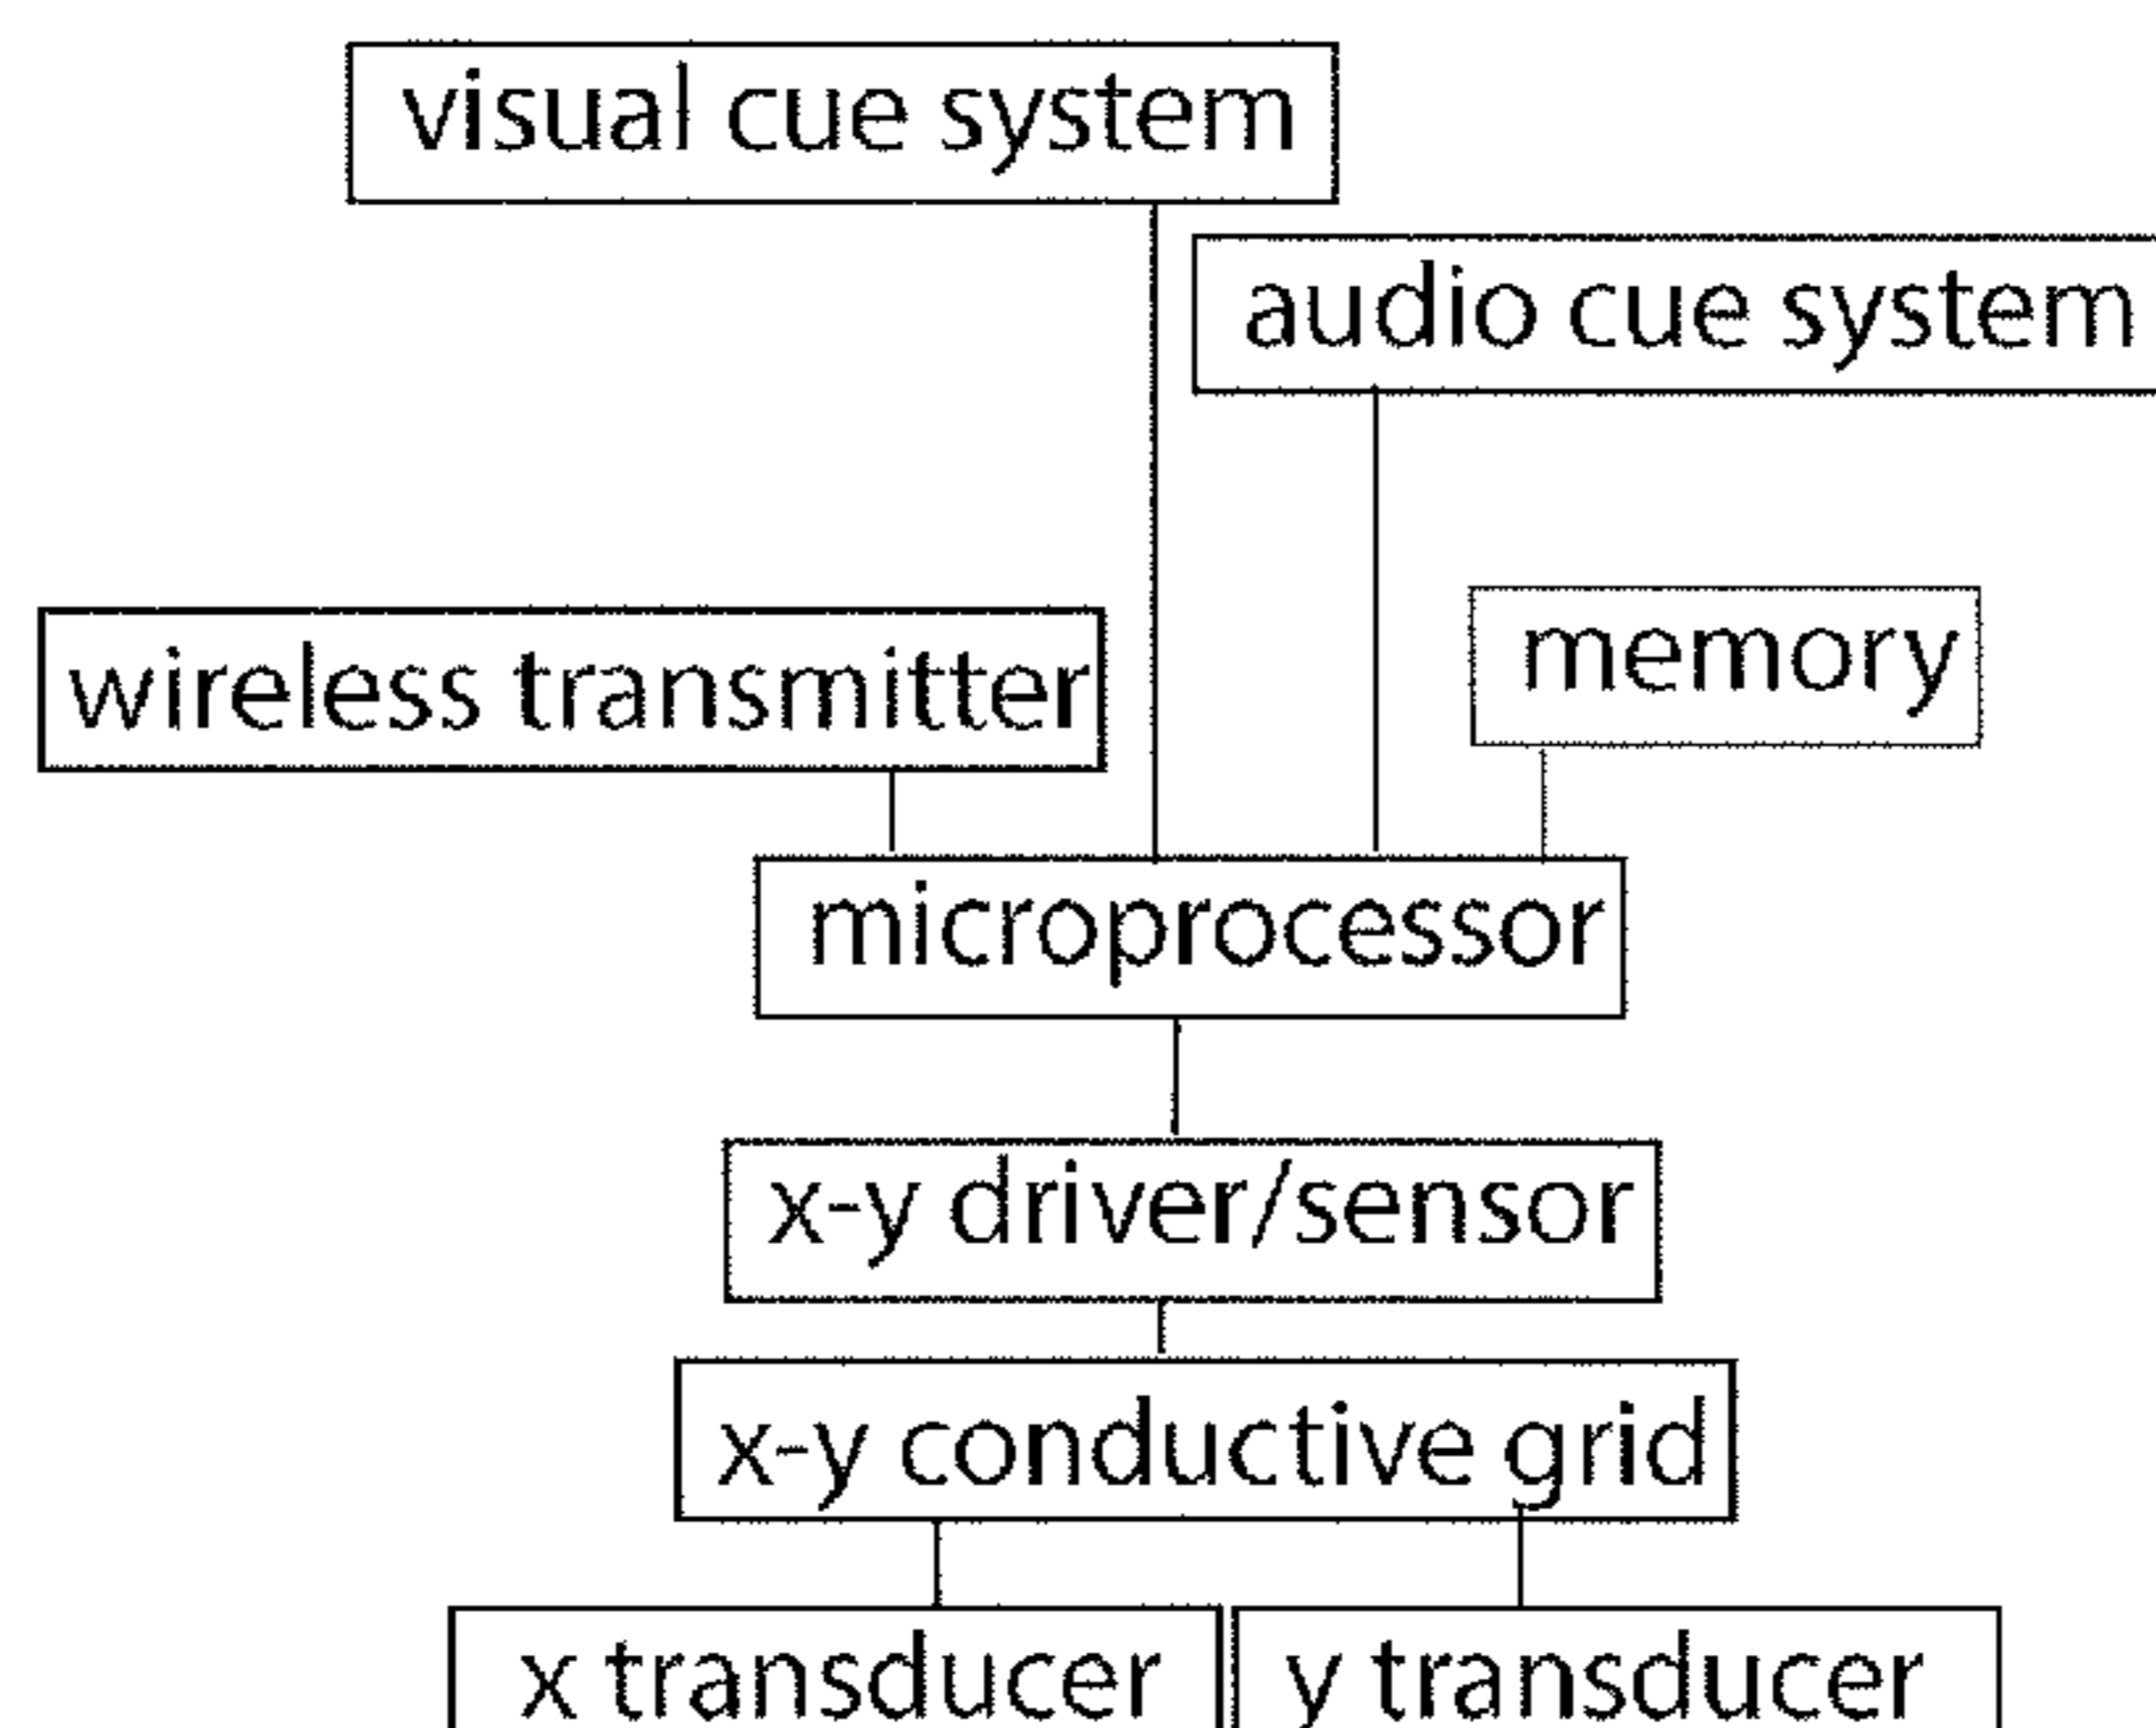 visual cue system
audio cue system
wireless transmitter
memory
microprocessor
x-y driver/sensor
x-y conductive grid
x transducer
y transducer